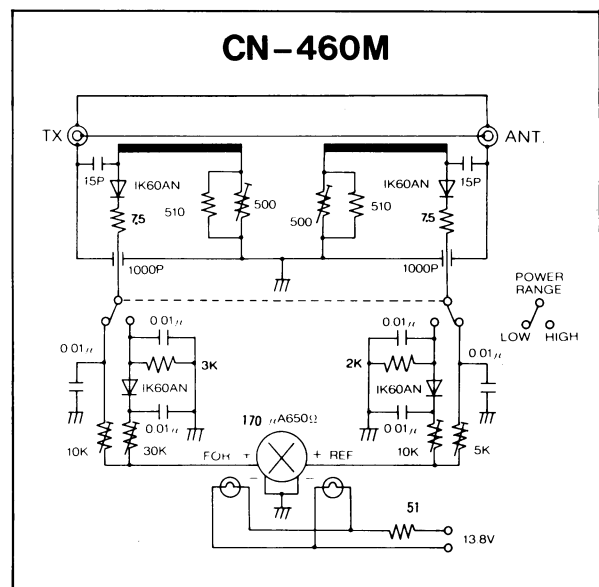 CN-460M
TX
ANT.
15P
IK60AN
7.5
510
500
500
510
IK60AN
7.5
15P
1000P
1000P
POWER
RANGE
LOW HIGH
0.01μ
0.01μ
3K
IK60AN
0.01μ
10K
30K
0.01μ
2K
IK60AN
0.01μ
0.01μ
10K
5K
170 μA650Ω
FOR + + REF
- -
51
13.8V